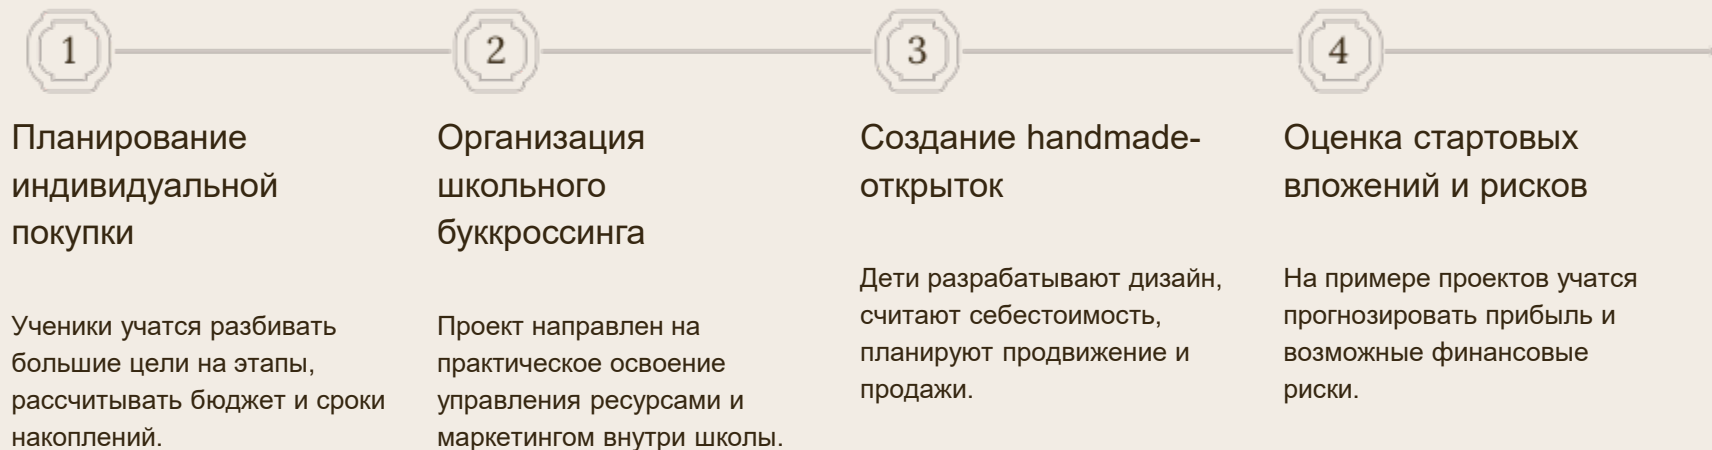 1
2
3
4
Планирование
индивидуальной
покупки
Ученики учатся разбивать
большие цели на этапы,
рассчитывать бюджет и сроки
накоплений.
Организация
школьного
буккроссинга
Проект направлен на
практическое освоение
управления ресурсами и
маркетингом внутри школы.
Создание handmade-
открыток
Дети разрабатывают дизайн,
считают себестоимость,
планируют продвижение и
продажи.
Оценка стартовых
вложений и рисков
На примере проектов учатся
прогнозировать прибыль и
возможные финансовые
риски.